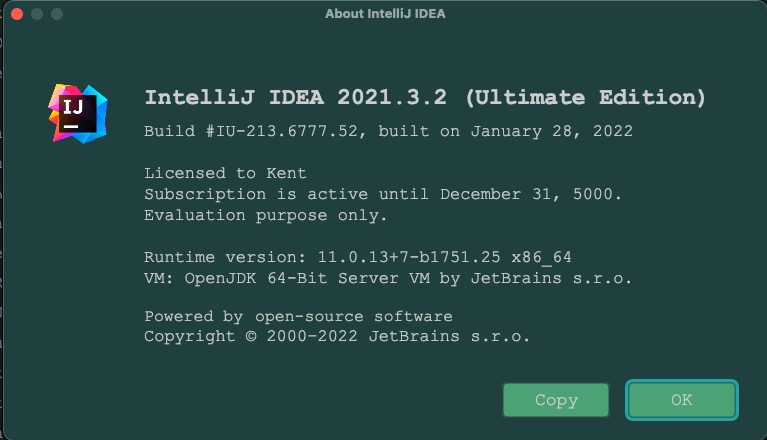 About IntelliJ IDEA
IJ
IntelliJ IDEA 2021.3.2 (Ultimate Edition)
Build #IU-213.6777.52, built on January 28, 2022
Licensed to Kent
Subscription is active until December 31, 5000.
Evaluation purpose only.
Runtime version: 11.0.13+7-b1751.25 x86_64
VM: OpenJDK 64-Bit Server VM by JetBrains s.r.o.
Powered by open-source software
Copyright © 2000–2022 JetBrains s.r.o.
Copy OK